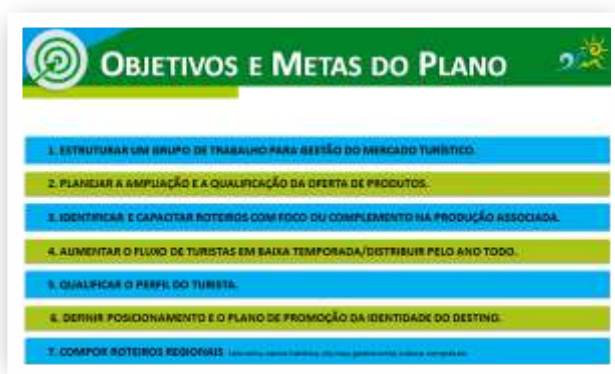 OBJETIVOS E METAS DO PLANO
1. ESTRUTURAR UM GRUPO DE TRABALHO PARA GESTÃO DO MERCADO TURÍSTICO.
2. PLANEJAR A AMPLIAÇÃO E A QUALIFICAÇÃO DA OFERTA DE PRODUTOS.
3. IDENTIFICAR E CAPACITAR ROTEIROS COM FOCO OU COMPLEMENTO NA PRODUÇÃO ASSOCIADA.
4. AUMENTAR O FLUXO DE TURISTAS EM BAIXA TEMPORADA/DISTRIBUIR PELO ANO TODO.
5. QUALIFICAR O PERFIL DO TURISTA.
6. DEFINIR POSICIONAMENTO E O PLANO DE PROMOÇÃO DA IDENTIDADE DO DESTINO.
7. COMPOR ROTEIROS REGIONAIS